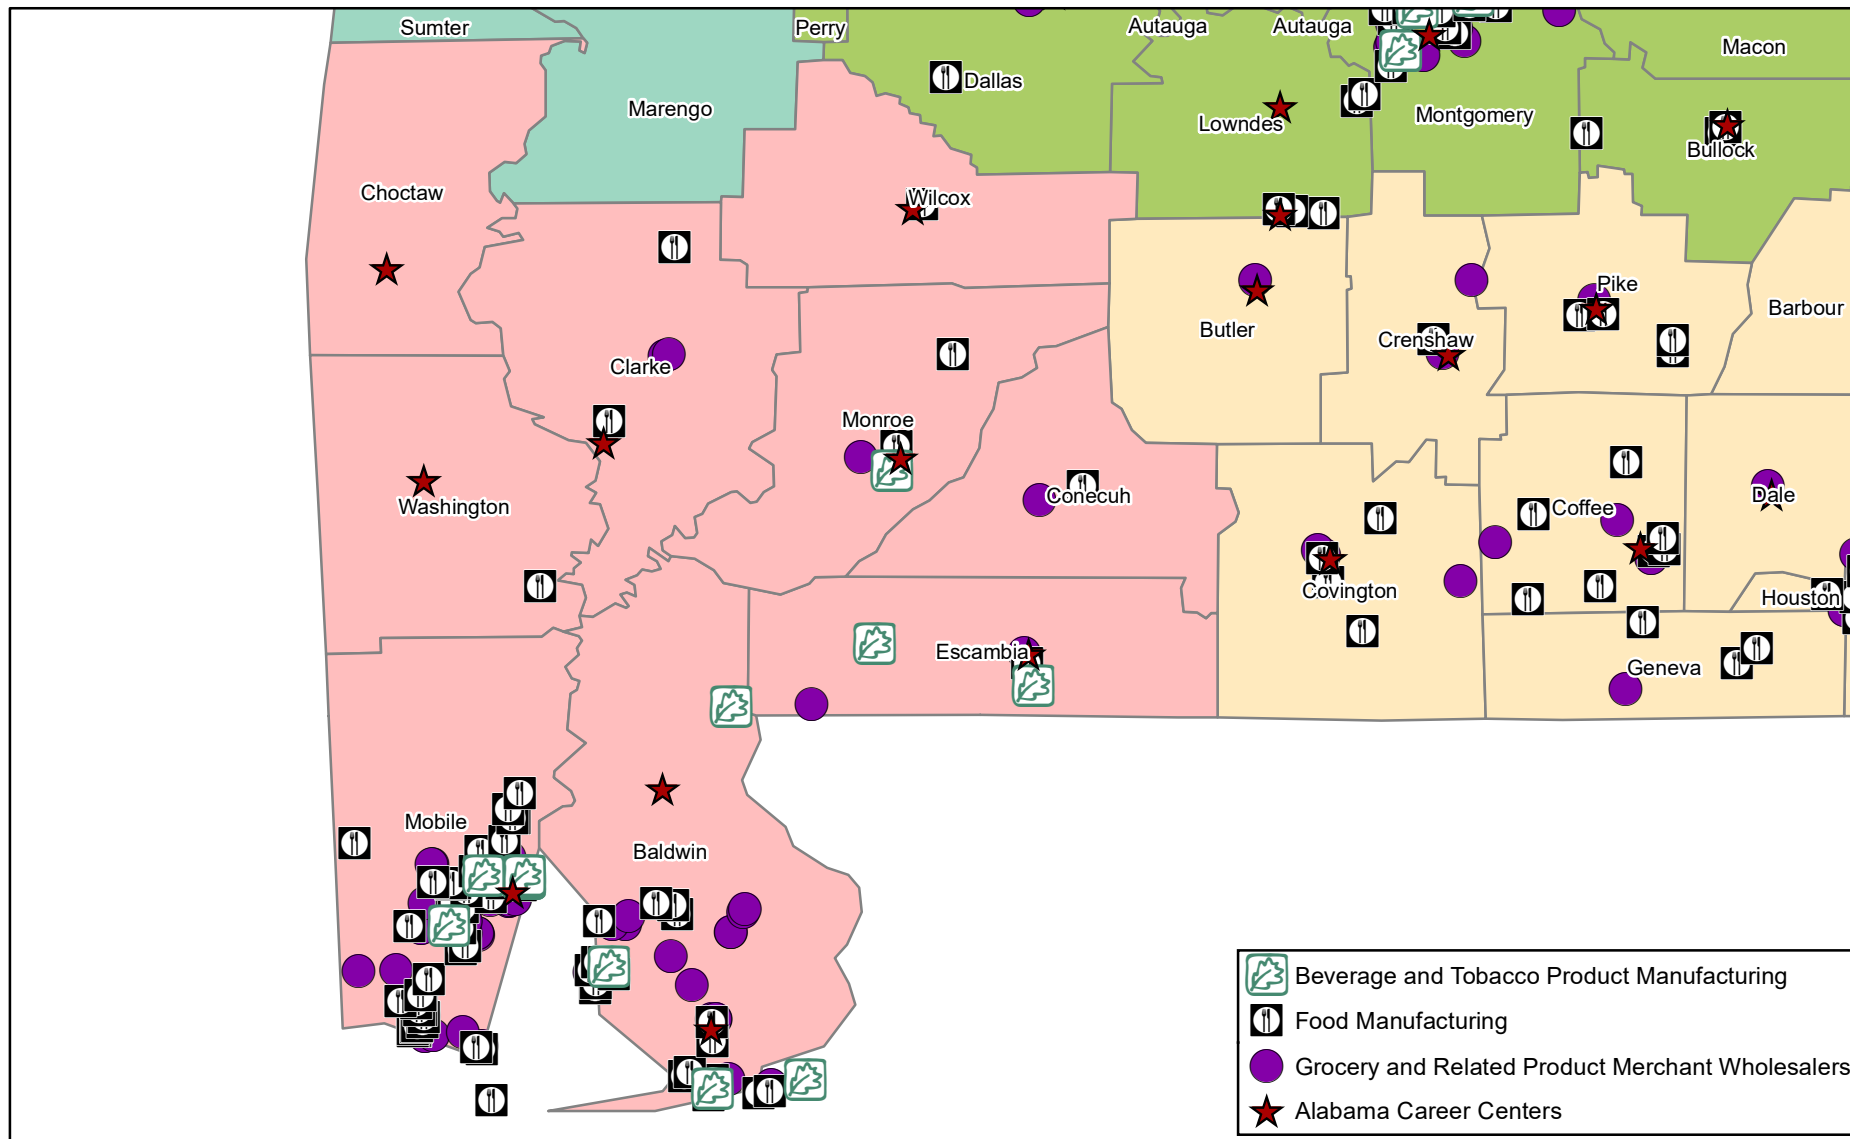 Sumter
Perry
Autauga
Autauga
Macon
Dallas
Marengo
Lowndes
Montgomery
Bullock
Choctaw
Wilcox
Pike
Barbour
Butler
Crenshaw
Clarke
Monroe
Conecuh
Washington
Coffee
Dale
Covington
Houston
Escambia
Geneva
Mobile
Baldwin
Beverage and Tobacco Product Manufacturing
Food Manufacturing
Grocery and Related Product Merchant Wholesalers
Alabama Career Centers